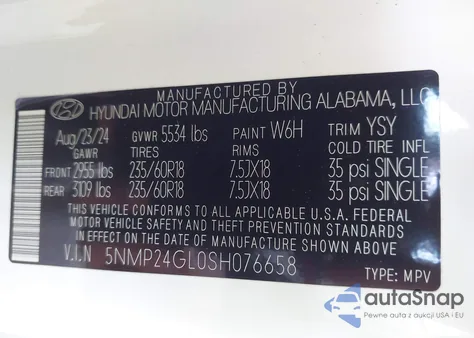 MANUFACTURED BY
HYUNDAI MOTOR MANUFACTURING ALABAMA, LLC
Aug/23/24 GVWR 5534 lbs PAINT W6H TRIM YSY
GAWR TIRES RIMS COLD TIRE INFL
FRONT 2955 lbs 235/60R18 7.5JX18 35 psi SINGLE
REAR 3109 lbs 235/60R18 7.5JX18 35 psi SINGLE
THIS VEHICLE CONFORMS TO ALL APPLICABLE U.S.A. FEDERAL
MOTOR VEHICLE SAFETY AND THEFT PREVENTION STANDARDS
IN EFFECT ON THE DATE OF MANUFACTURE SHOWN ABOVE.
V.I.N 5NMP24GL0SH076658
TYPE: MPV
autaSnap
Pewne auta z USA i EU